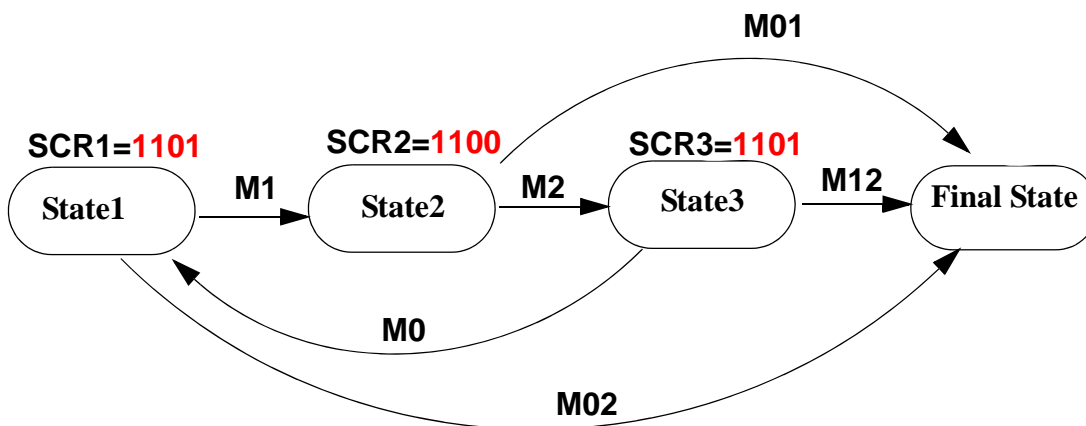 M01
SCR1=1101
SCR2=1100
SCR3=1101
State1
M1
State2
M2
State3
M12
Final State
M0
M02